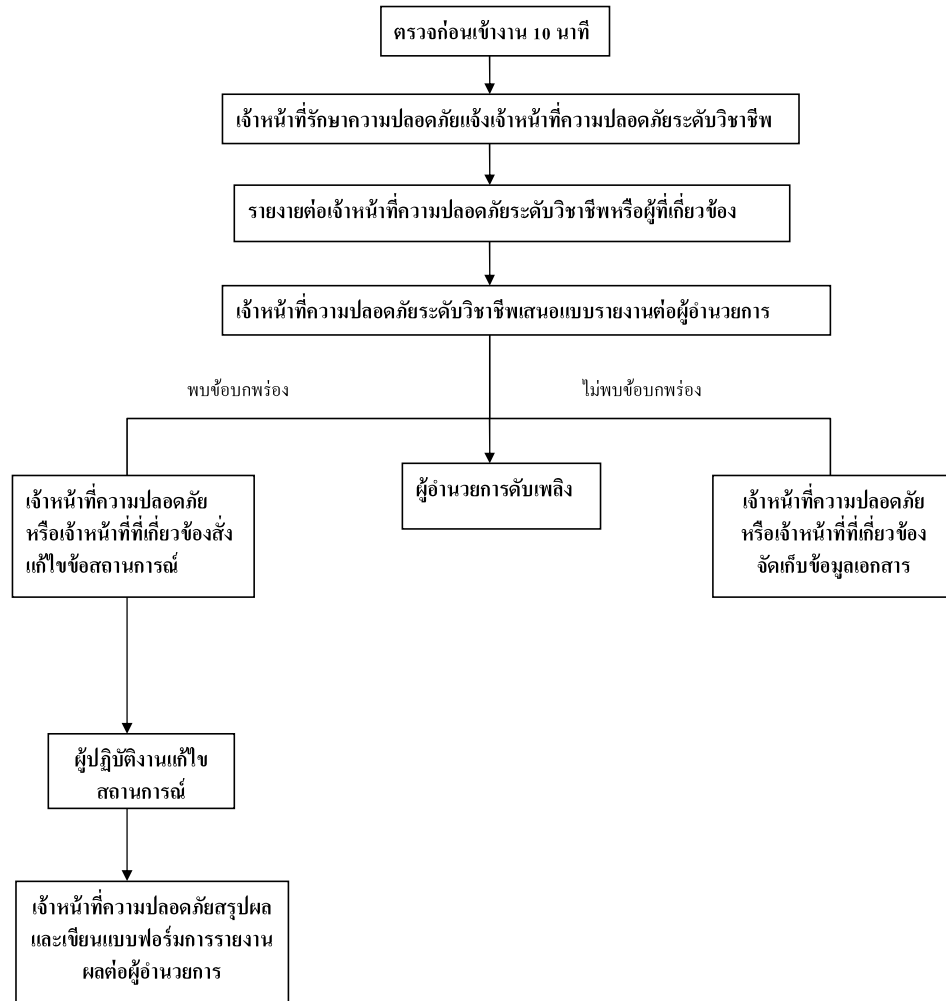 ตรวจก่อนเข้างาน 10 นาที
เจ้าหน้าที่รักษาความปลอดภัยแจ้งเจ้าหน้าที่ความปลอดภัยระดับวิชาชีพ
รายงายต่อเจ้าหน้าที่ความปลอดภัยระดับวิชาชีพหรือผู้ที่เกี่ยวข้อง
เจ้าหน้าที่ความปลอดภัยระดับวิชาชีพเสนอแบบรายงานต่อผู้อำนวยการ
พบข้อบกพร่อง
ไม่พบข้อบกพร่อง
เจ้าหน้าที่ความปลอดภัย
หรือเจ้าหน้าที่ที่เกี่ยวข้องสั่ง
แก้ไขข้อสถานการณ์
ผู้อำนวยการดับเพลิง
เจ้าหน้าที่ความปลอดภัย
หรือเจ้าหน้าที่ที่เกี่ยวข้อง
จัดเก็บข้อมูลเอกสาร
ผู้ปฏิบัติงานแก้ไข
สถานการณ์
เจ้าหน้าที่ความปลอดภัยสรุปผล
และเขียนแบบฟอร์มการรายงาน
ผลต่อผู้อำนวยการ